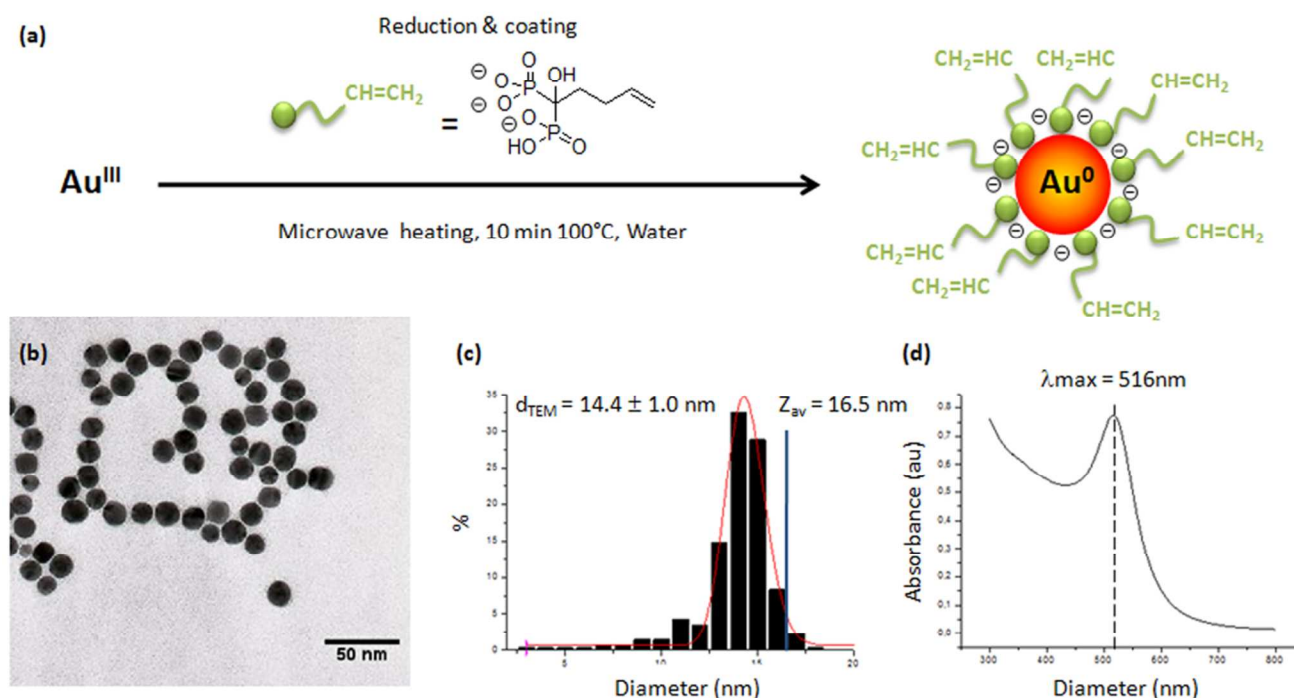 (a)
Reduction & coating
CH=CH₂
=
⊖ O OH
O P
⊖ O
⊖ O P O
HO
Au^III
Microwave heating, 10 min 100°C, Water
CH₂=HC CH₂=HC CH=CH₂
CH₂=HC CH=CH₂
Au⁰
CH₂=HC CH=CH₂
CH₂=HC CH=CH₂
(b)
50 nm
(c)
d_TEM = 14.4 ± 1.0 nm Z_av = 16.5 nm
%
35
30
25
20
15
10
5
0
5 10 15 20
Diameter (nm)
(d)
λmax = 516nm
Absorbance (au)
0.8
0.7
0.6
0.5
0.4
0.3
0.2
0.1
0.0
300 400 500 600 700 800
Diameter (nm)